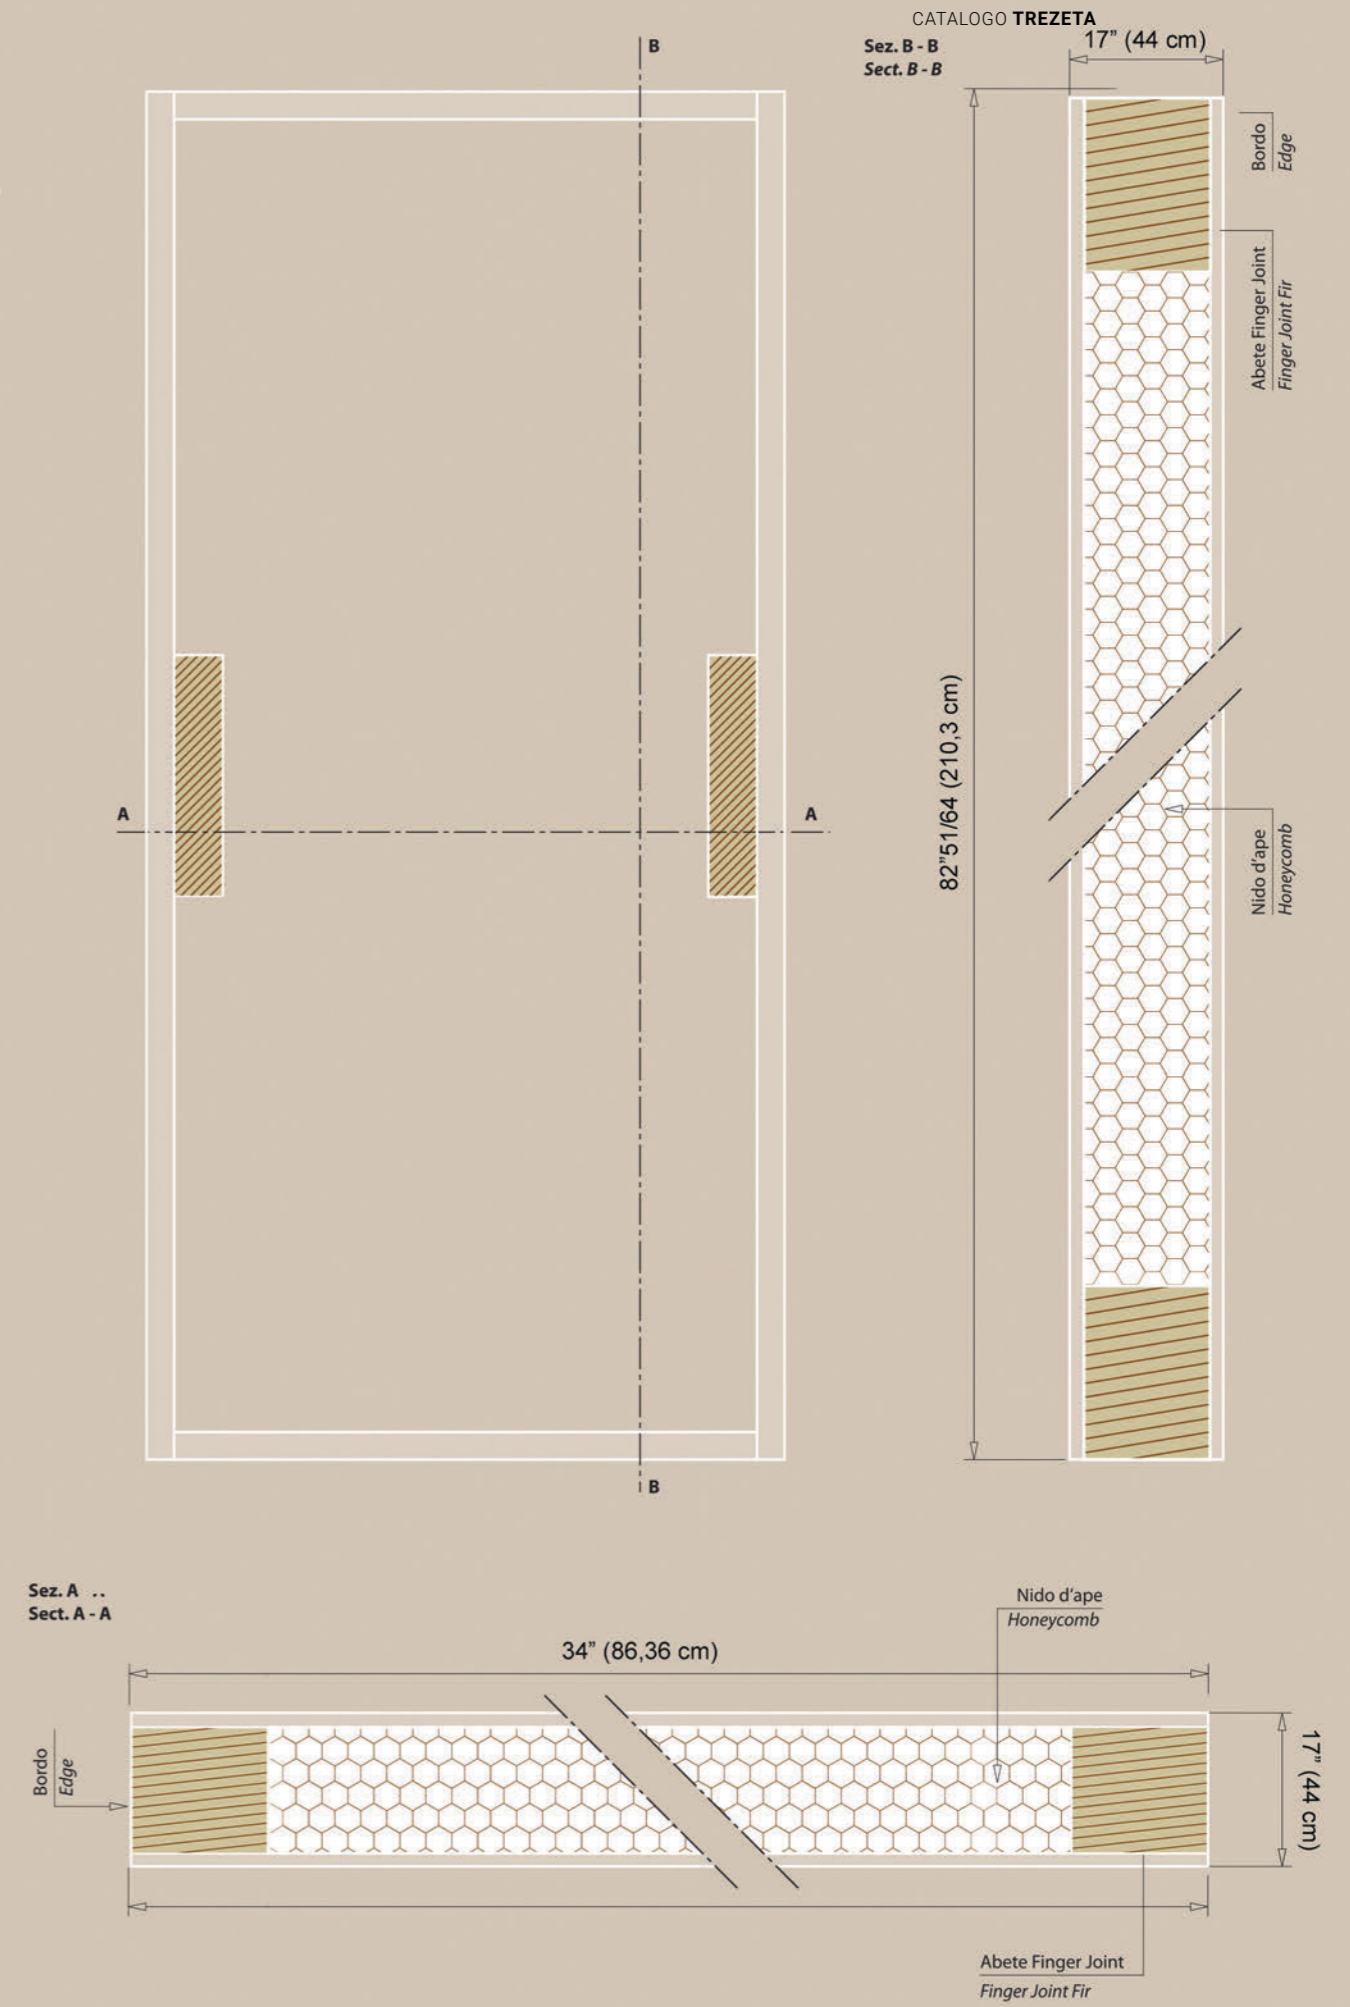 CATALOGO TREZETA
B
Sez. B - B
Sect. B - B
17” (44 cm)
Bordo
Edge
Abete Finger Joint
Finger Joint Fir
82”51/64 (210,3 cm)
A
A
Nido d’ape
Honeycomb
B
Sez. A ..
Sect. A - A
Nido d’ape
Honeycomb
34” (86,36 cm)
Bordo
Edge
17” (44 cm)
Abete Finger Joint
Finger Joint Fir